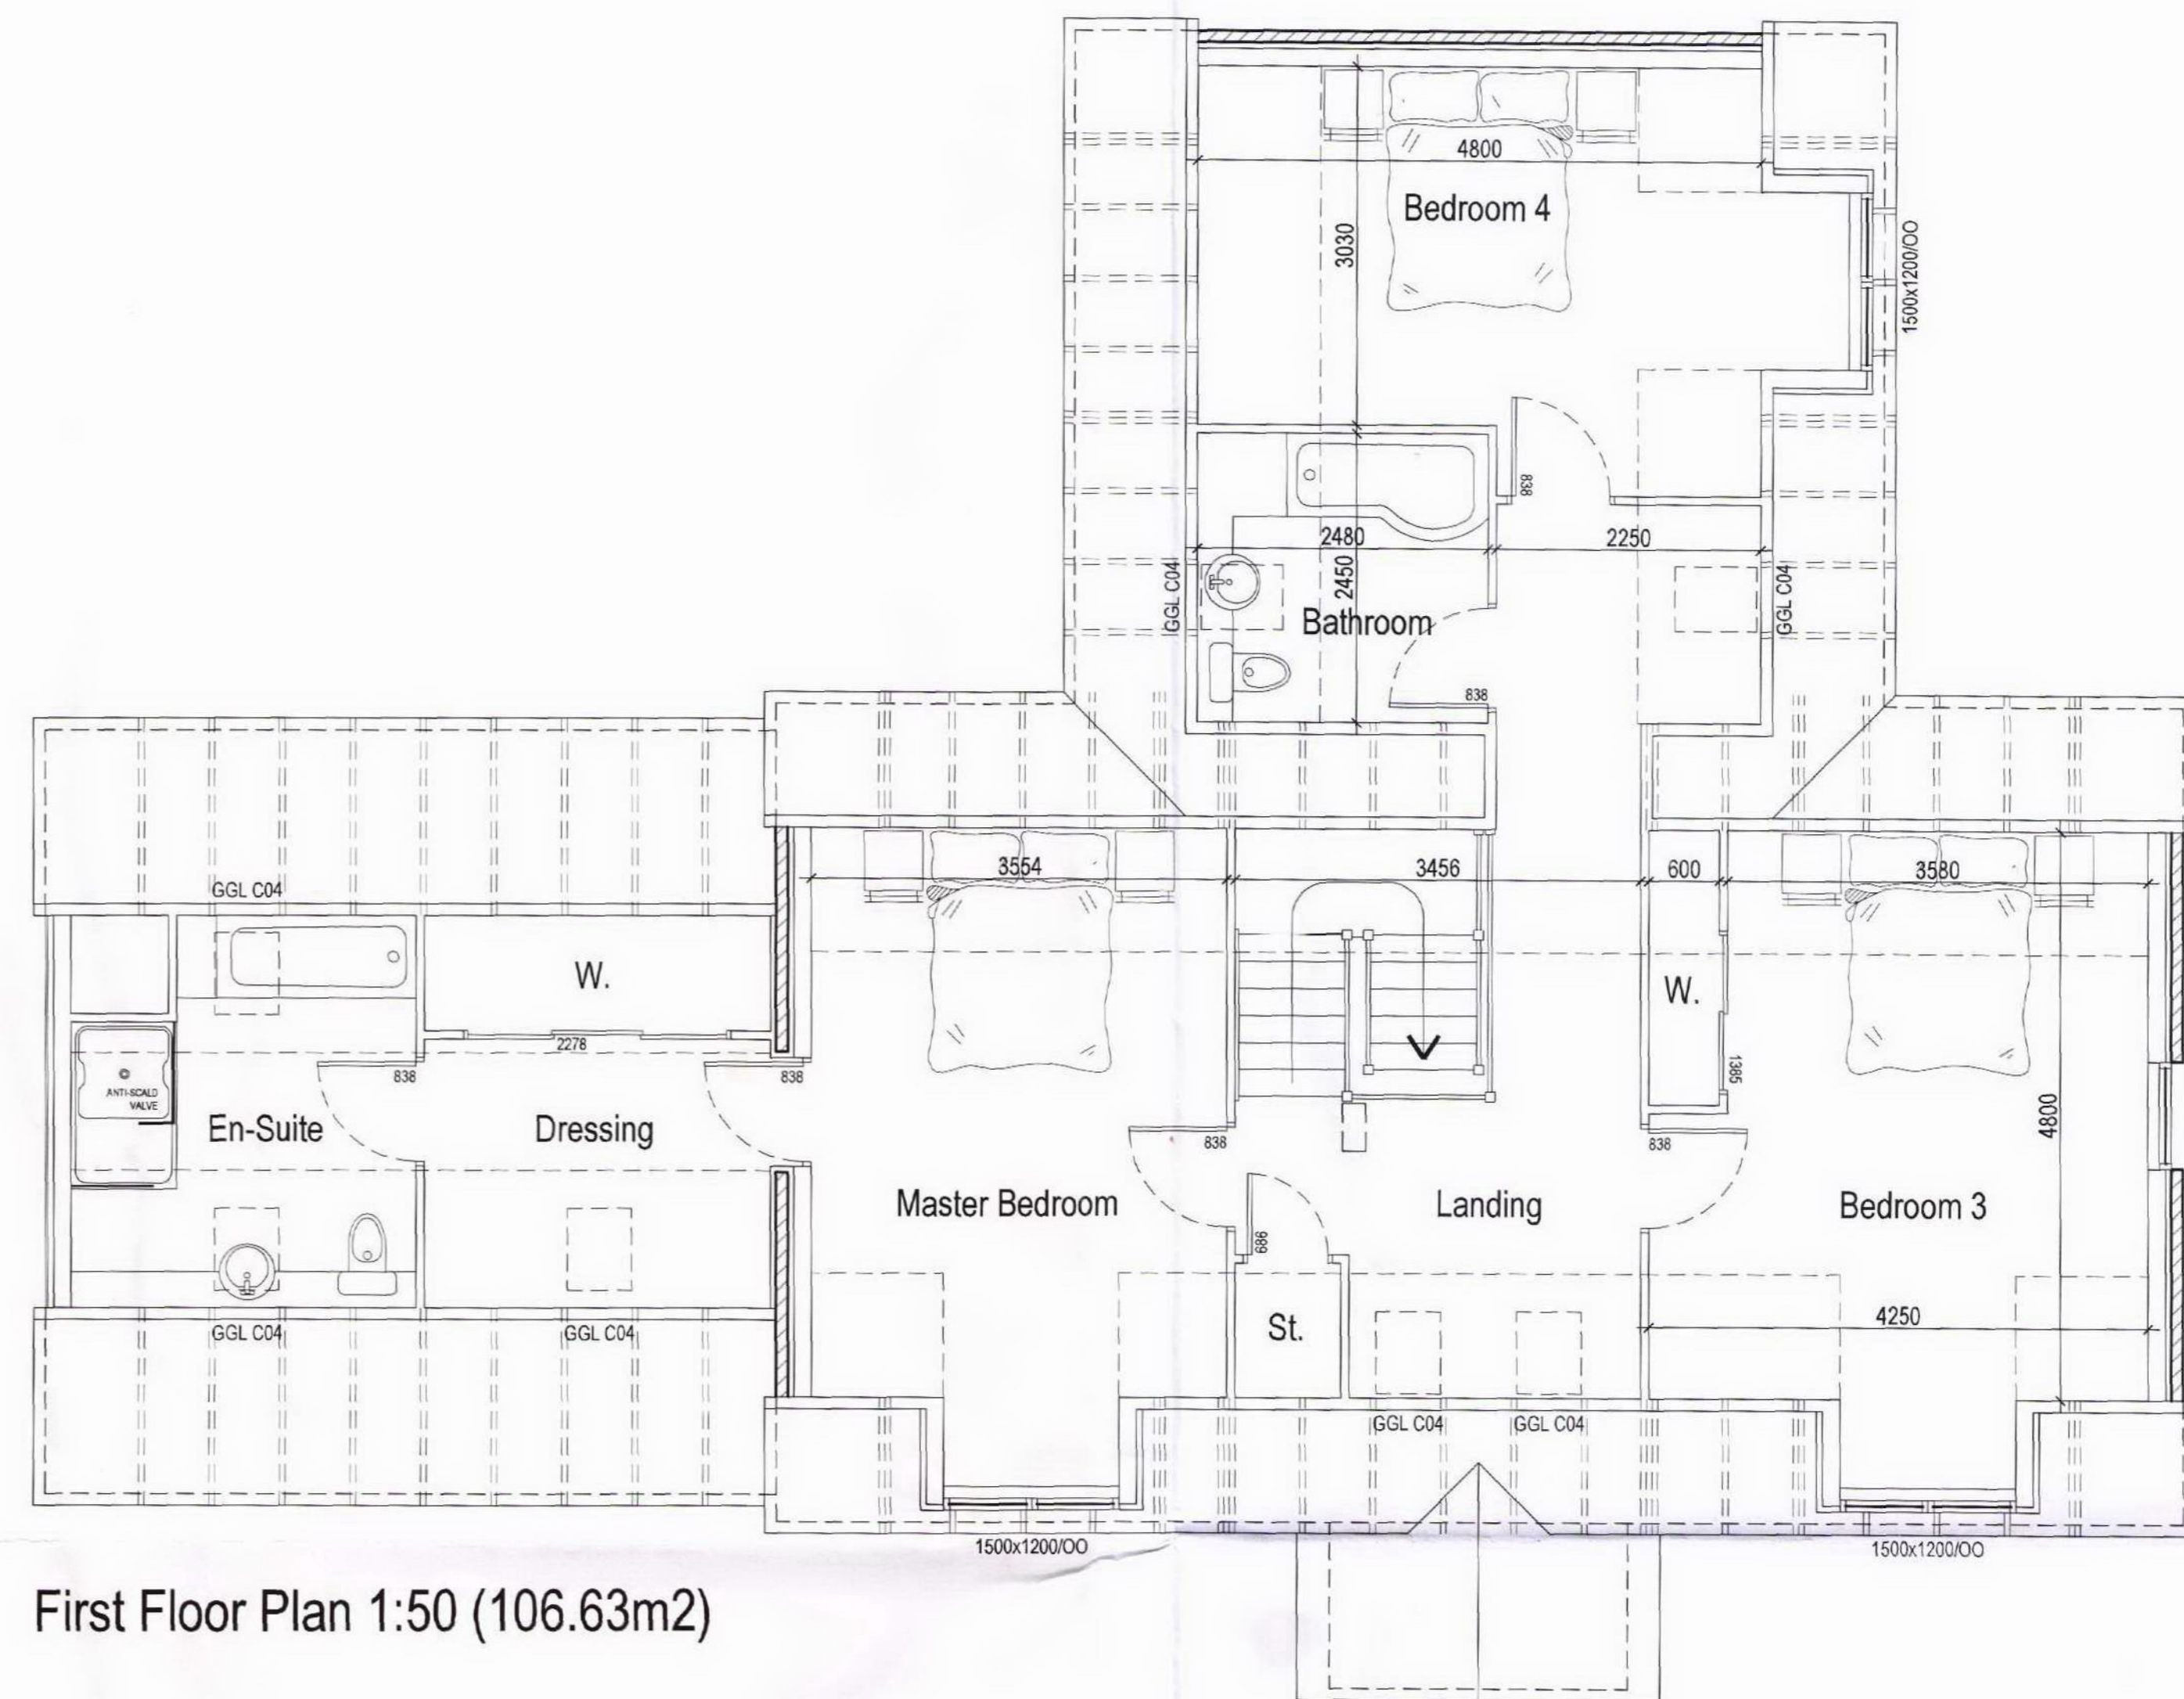 4800
Bedroom 4
3030
1500x1200/OO
838
2480
2250
2450
GGL C04
GGL C04
Bathroom
838
3554
3456
600
3580
GGL C04
W.
W.
2278
838
838
1385
ANTI-SCALD
VALVE
En-Suite
Dressing
4800
838
838
Master Bedroom
Landing
Bedroom 3
686
4250
St.
GGL C04
GGL C04
GGL C04
GGL C04
1500x1200/OO
1500x1200/OO
First Floor Plan 1:50 (106.63m2)